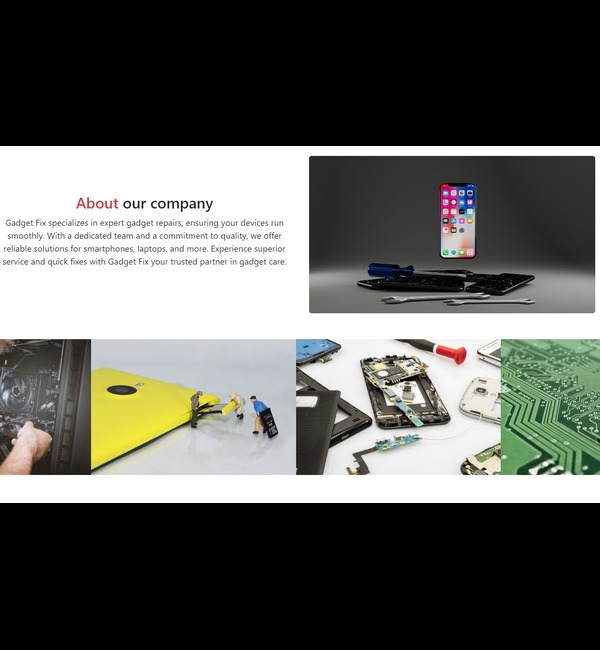 About our company
Gadget Fix specializes in expert gadget repairs, ensuring your devices run
smoothly. With a dedicated team and a commitment to quality, we offer
reliable solutions for smartphones, laptops, and more. Experience superior
service and quick fixes with Gadget Fix your trusted partner in gadget care.